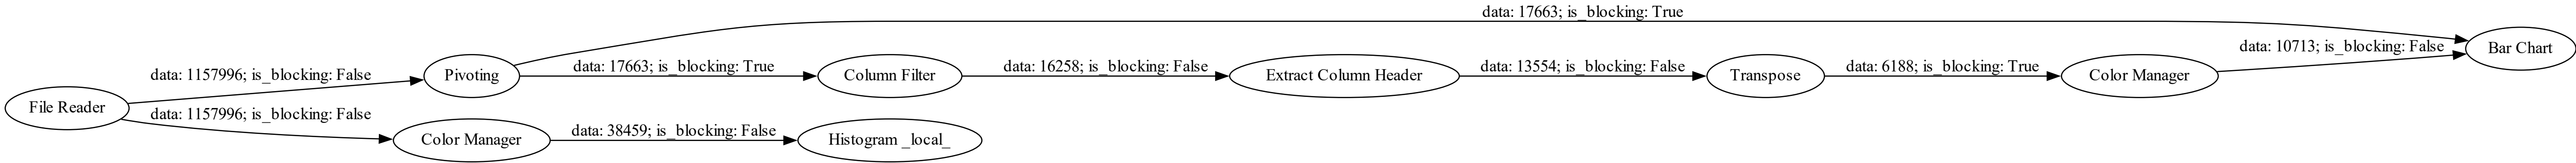 data: 17663; is_blocking: True
data: 10713; is_blocking: False
Bar Chart
data: 1157996; is_blocking: False
Pivoting
data: 17663; is_blocking: True
Column Filter
data: 16258; is_blocking: False
Extract Column Header
data: 13554; is_blocking: False
Transpose
data: 6188; is_blocking: True
Color Manager
File Reader
data: 1157996; is_blocking: False
Color Manager
data: 38459; is_blocking: False
Histogram _local_